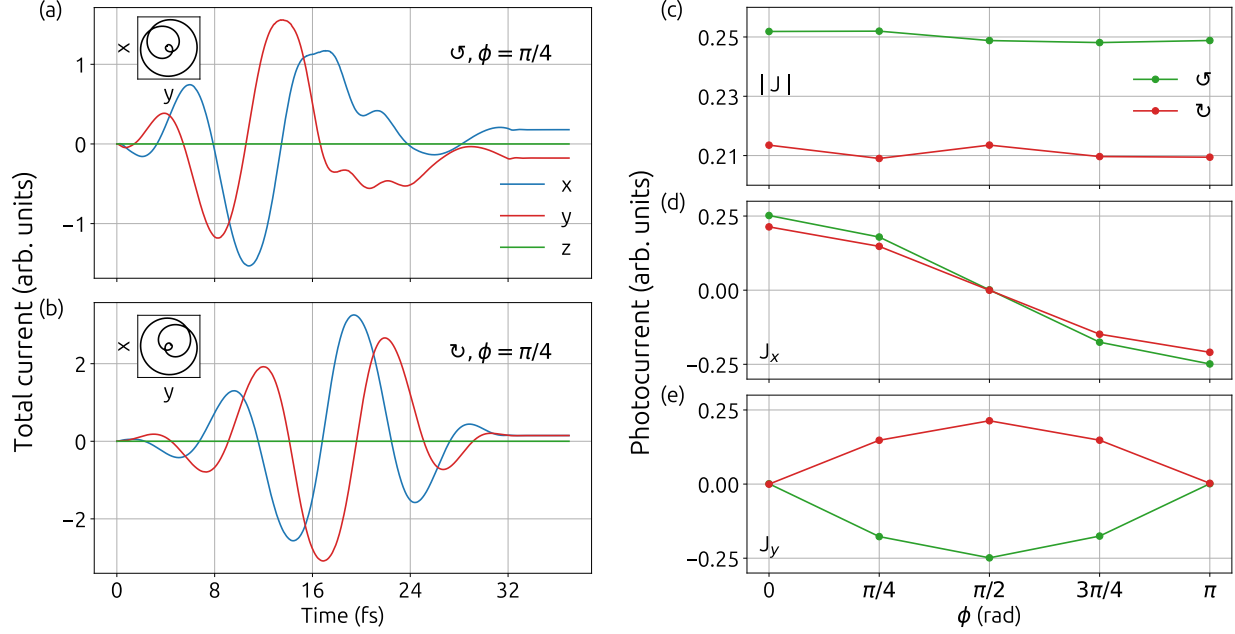 (a)
x
y
↺, ϕ = π/4
1
0
−1
x
y
z
(b)
x
y
↻, ϕ = π/4
2
0
−2
0
8
16
24
32
Time (fs)
Total current (arb. units)
(c)
0.25
0.23
0.21
| J |
↺
↻
(d)
0.25
0.00
−0.25
Jx
(e)
0.25
0.00
−0.25
Jy
0
π/4
π/2
3π/4
π
ϕ (rad)
Photocurrent (arb. units)